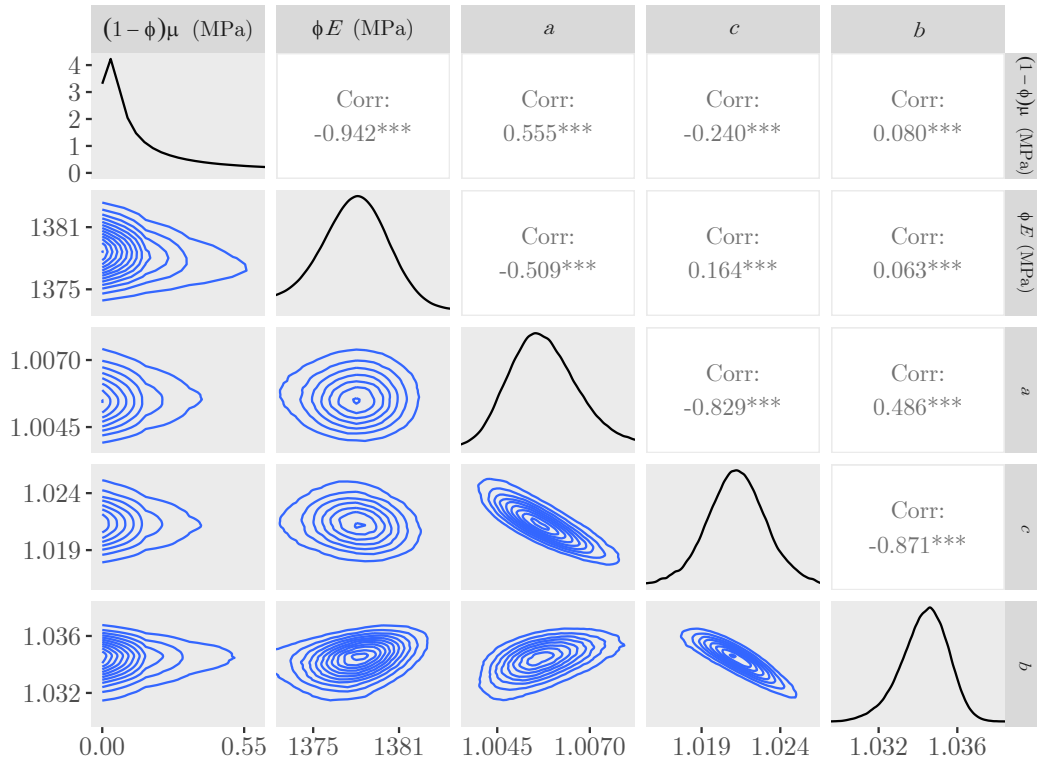 (1−ϕ)μ (MPa) ϕE (MPa) a c b
4
3
2
1
0
Corr:
-0.942***
Corr:
0.555***
Corr:
-0.240***
Corr:
0.080***
(1−ϕ)μ (MPa)
1381
1375
Corr:
-0.509***
Corr:
0.164***
Corr:
0.063***
ϕE (MPa)
1.0070
1.0045
Corr:
-0.829***
Corr:
0.486***
a
1.024
1.019
Corr:
-0.871***
c
1.036
1.032
b
0.00 0.55 1375 1381 1.0045 1.0070 1.019 1.024 1.032 1.036